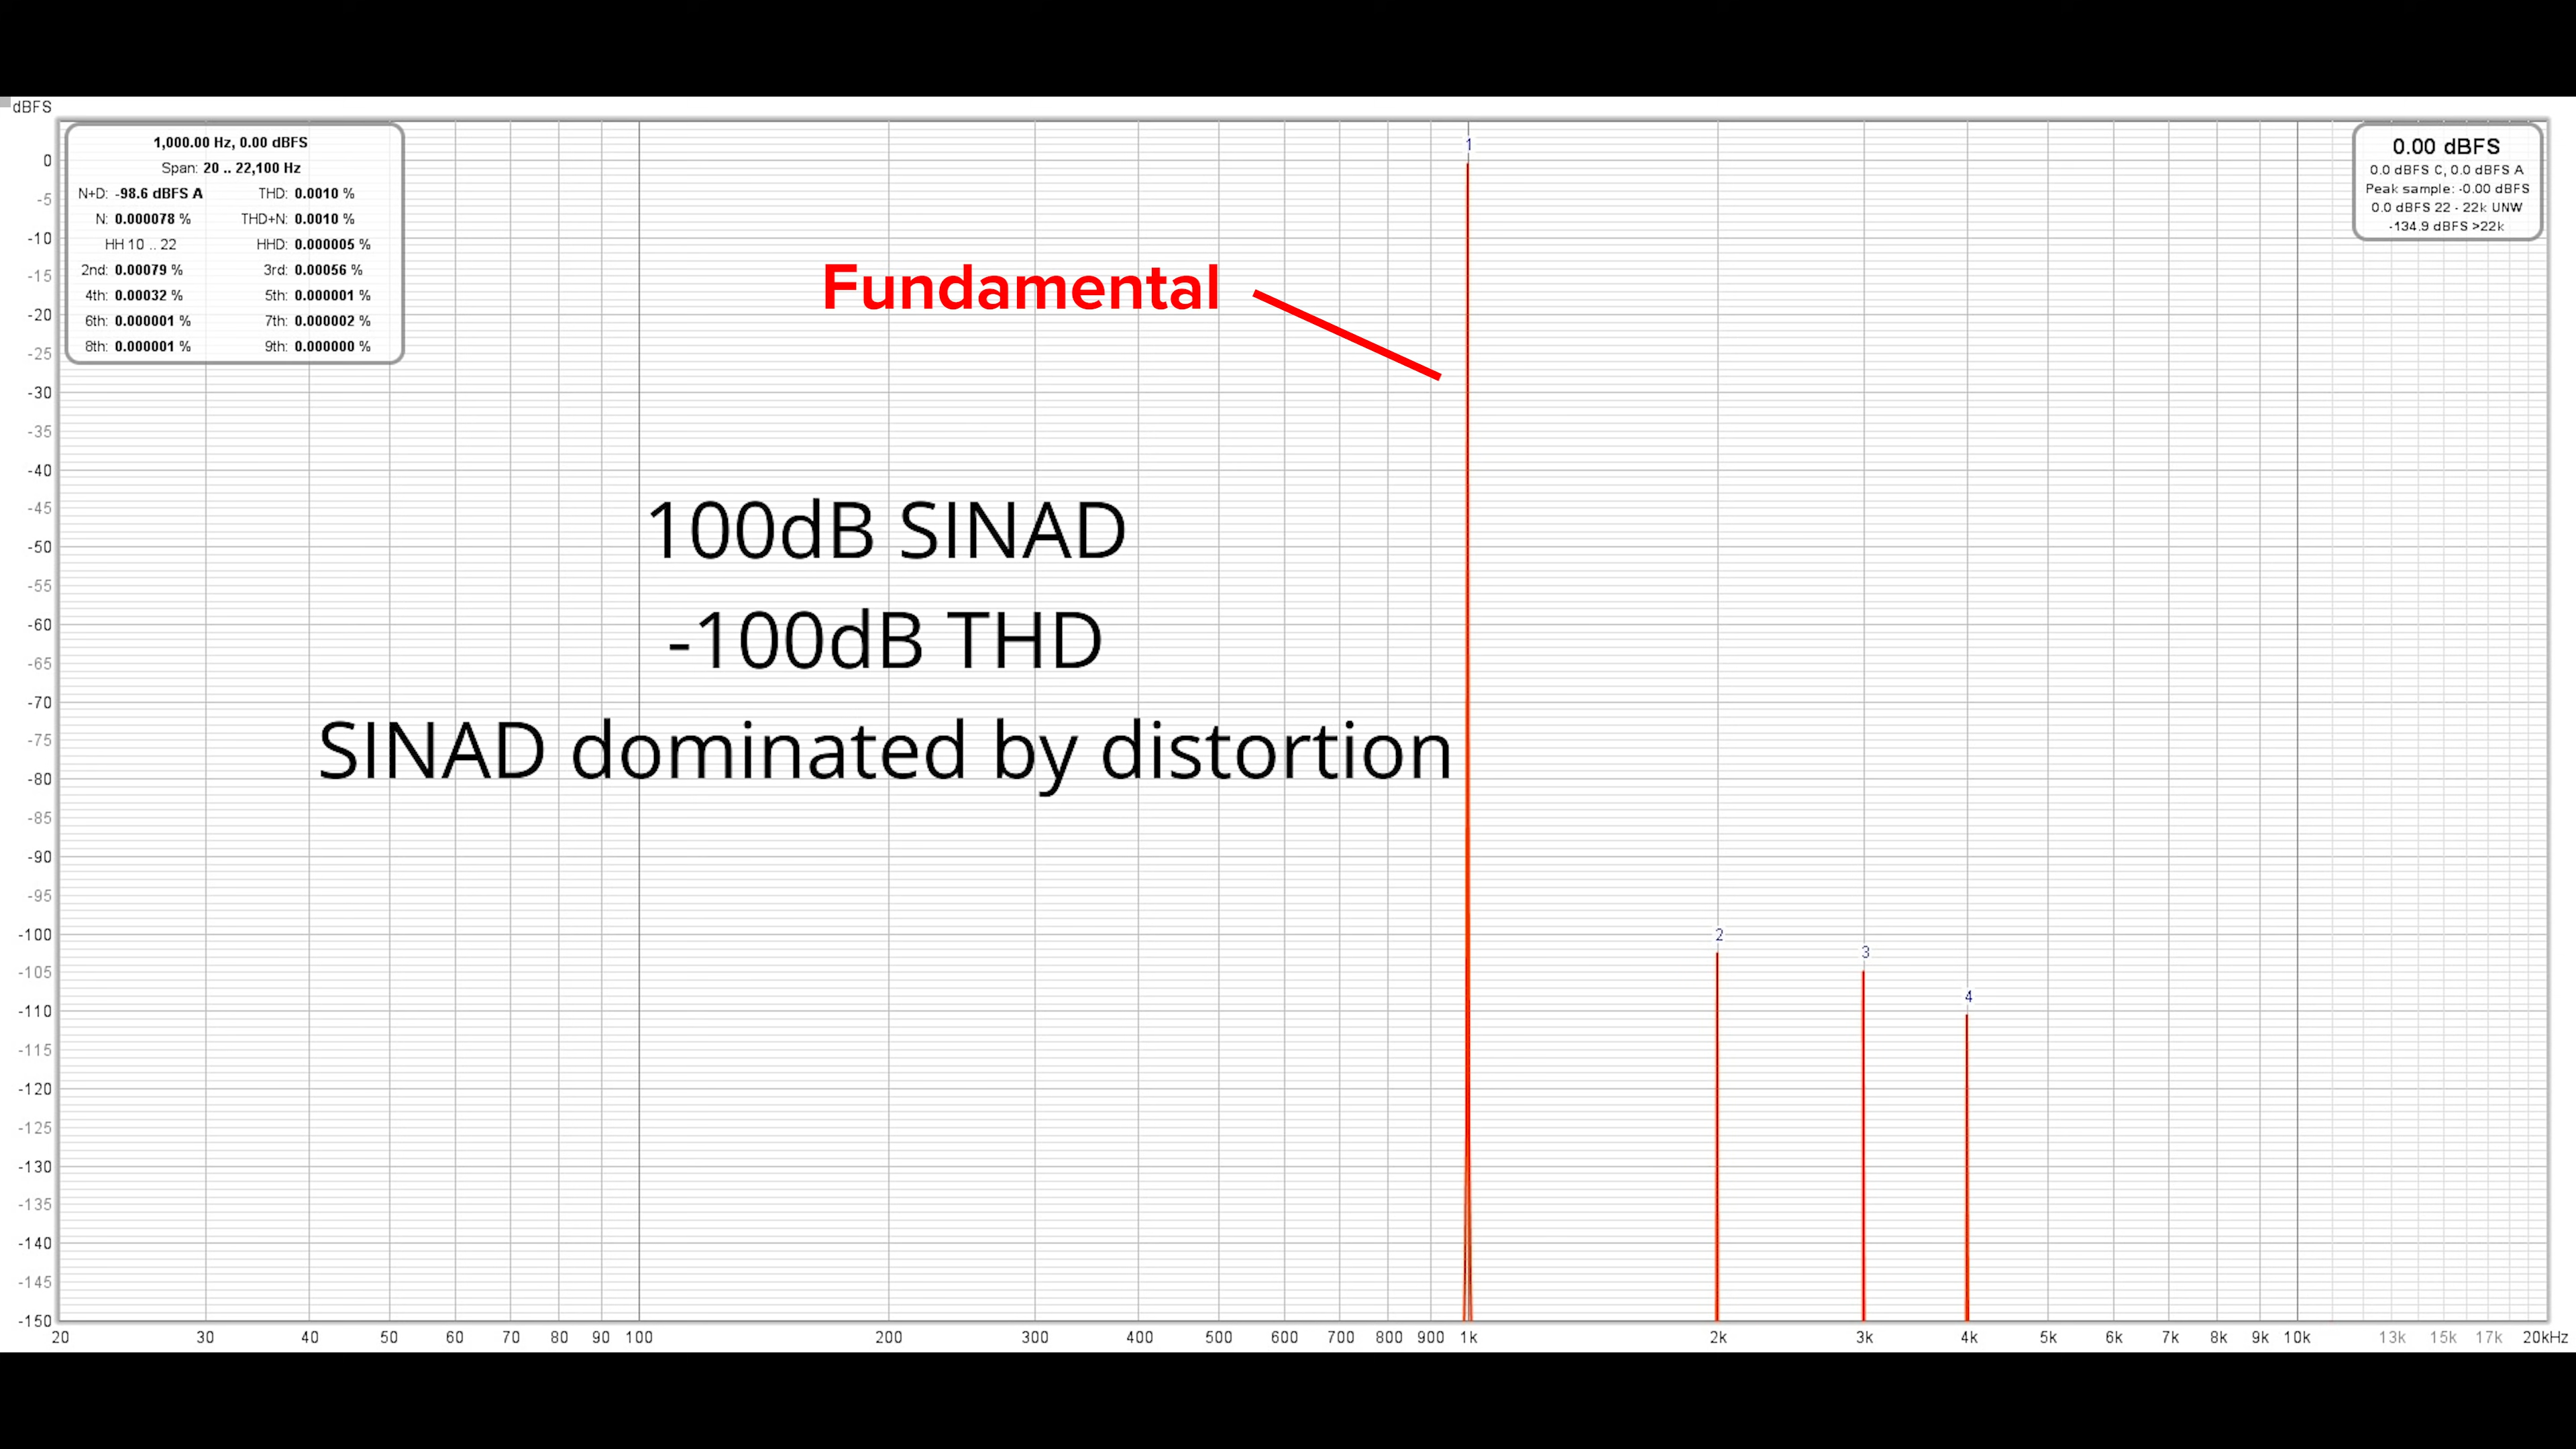 dBFS
1,000.00 Hz, 0.00 dBFS
Span: 20 .. 22,100 Hz
N+D: -98.6 dBFS A THD: 0.0010 %
N: 0.000078 % THD+N: 0.0010 %
HH 10 .. 22 HHD: 0.000005 %
2nd: 0.00079 % 3rd: 0.00056 %
4th: 0.00032 % 5th: 0.000001 %
6th: 0.000001 % 7th: 0.000002 %
8th: 0.000001 % 9th: 0.000000 %
0.00 dBFS
0.0 dBFS C, 0.0 dBFS A
Peak sample: -0.00 dBFS
0.0 dBFS 22 - 22k UNW
-134.9 dBFS >22k
1
Fundamental
100dB SINAD
-100dB THD
SINAD dominated by distortion
2
3
4
0
-5
-10
-15
-20
-25
-30
-35
-40
-45
-50
-55
-60
-65
-70
-75
-80
-85
-90
-95
-100
-105
-110
-115
-120
-125
-130
-135
-140
-145
-150
20 30 40 50 60 70 80 90 100 200 300 400 500 600 700 800 900 1k 2k 3k 4k 5k 6k 7k 8k 9k 10k 13k 15k 17k 20kHz